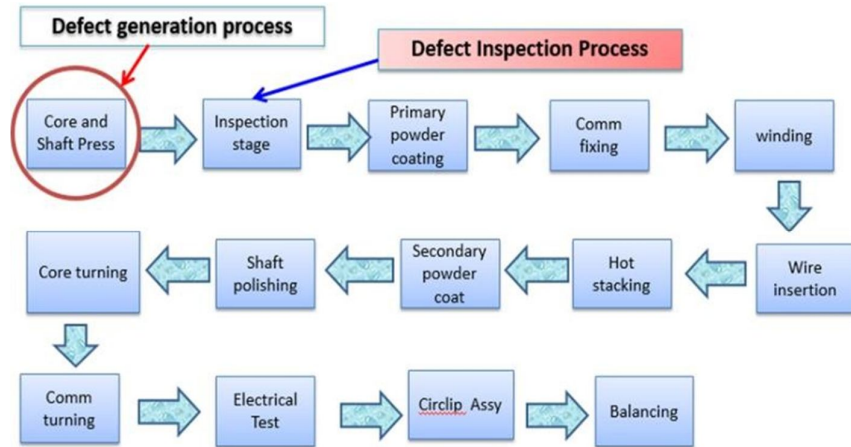 Defect generation process
Defect Inspection Process
Core and
Shaft Press
Inspection
stage
Primary
powder
coating
Comm
fixing
winding
Wire
insertion
Hot
stacking
Secondary
powder
coat
Shaft
polishing
Core turning
Comm
turning
Electrical
Test
Circlip Assy
Balancing